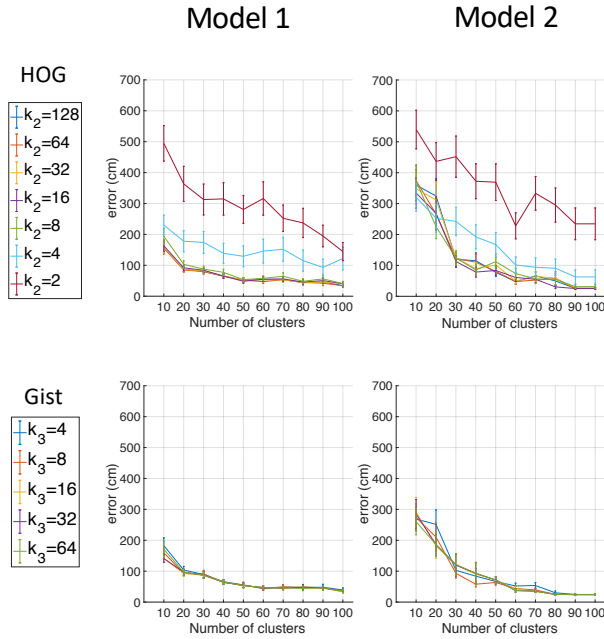 Model 1
Model 2
HOG
k2=128
k2=64
k2=32
k2=16
k2=8
k2=4
k2=2
700
600
500
400
300
200
100
0
error (cm)
10 20 30 40 50 60 70 80 90 100
Number of clusters
700
600
500
400
300
200
100
0
error (cm)
10 20 30 40 50 60 70 80 90 100
Number of clusters
Gist
k3=4
k3=8
k3=16
k3=32
k3=64
700
600
500
400
300
200
100
0
error (cm)
10 20 30 40 50 60 70 80 90 100
Number of clusters
700
600
500
400
300
200
100
0
error (cm)
10 20 30 40 50 60 70 80 90 100
Number of clusters